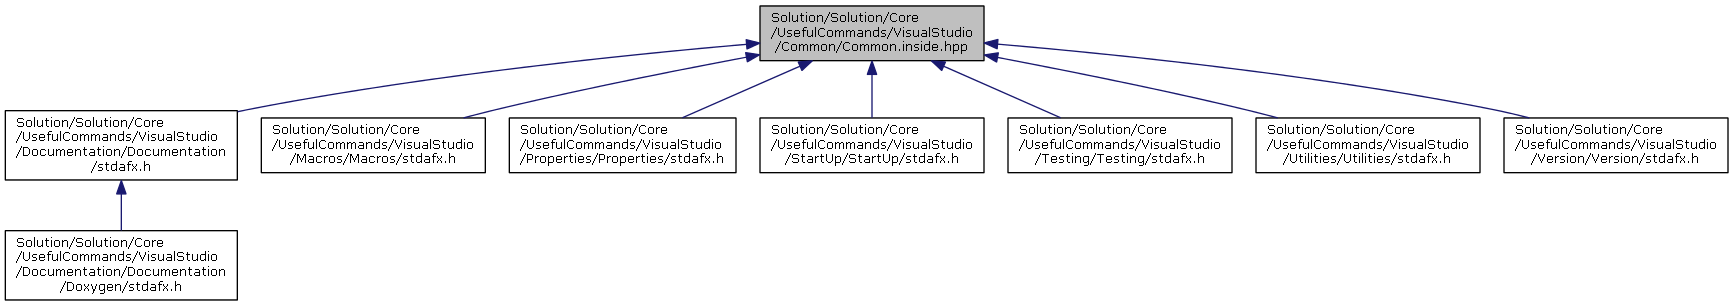 Solution/Solution/Core
/UsefulCommands/VisualStudio
/Common/Common.inside.hpp
Solution/Solution/Core
/UsefulCommands/VisualStudio
/Documentation/Documentation
/stdafx.h
Solution/Solution/Core
/UsefulCommands/VisualStudio
/Macros/Macros/stdafx.h
Solution/Solution/Core
/UsefulCommands/VisualStudio
/Properties/Properties/stdafx.h
Solution/Solution/Core
/UsefulCommands/VisualStudio
/StartUp/StartUp/stdafx.h
Solution/Solution/Core
/UsefulCommands/VisualStudio
/Testing/Testing/stdafx.h
Solution/Solution/Core
/UsefulCommands/VisualStudio
/Utilities/Utilities/stdafx.h
Solution/Solution/Core
/UsefulCommands/VisualStudio
/Version/Version/stdafx.h
Solution/Solution/Core
/UsefulCommands/VisualStudio
/Documentation/Documentation
/Doxygen/stdafx.h